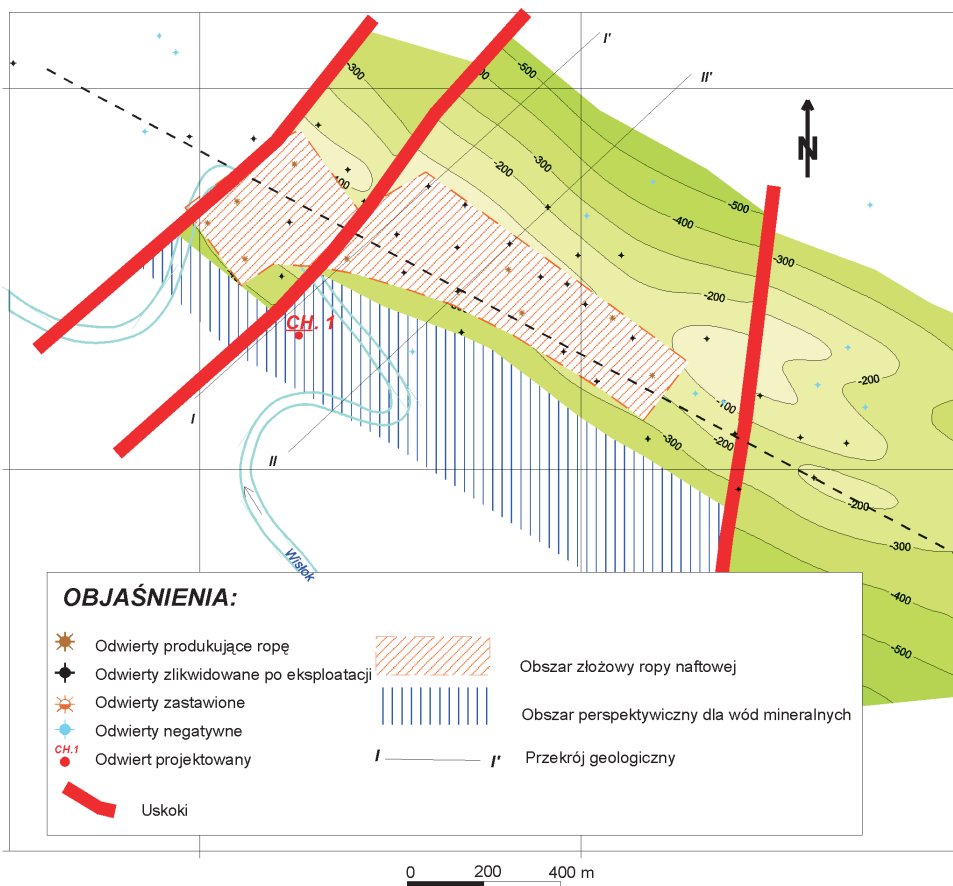 I'
II'
-300
-500
-500
-200
-300
-400
-300
-200
-200
-100
-200
-300
-200
-300
-400
-500
CH. 1
I
II
N
Wisłok
OBJAŚNIENIA:
Odwierty produkujące ropę
Odwierty zlikwidowane po eksploatacji
Odwierty zastawione
Odwierty negatywne
CH.1
Odwiert projektowany
Uskoki
Obszar złożowy ropy naftowej
Obszar perspektywiczny dla wód mineralnych
I I' Przekrój geologiczny
0 200 400 m